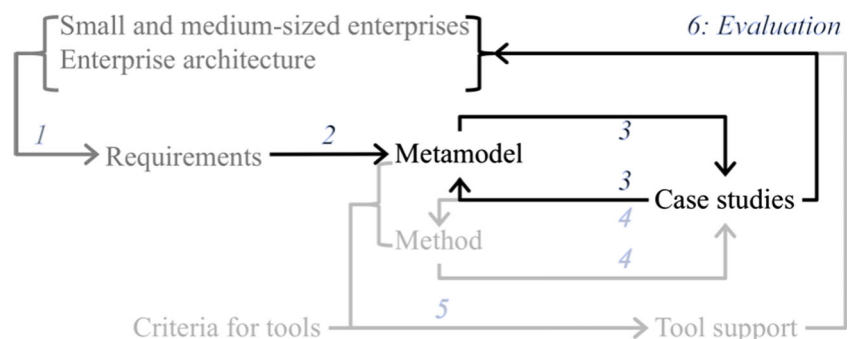 Small and medium-sized enterprises
Enterprise architecture
6: Evaluation
1
Requirements
2
Metamodel
3
3
Case studies
4
Method
4
5
Criteria for tools
Tool support